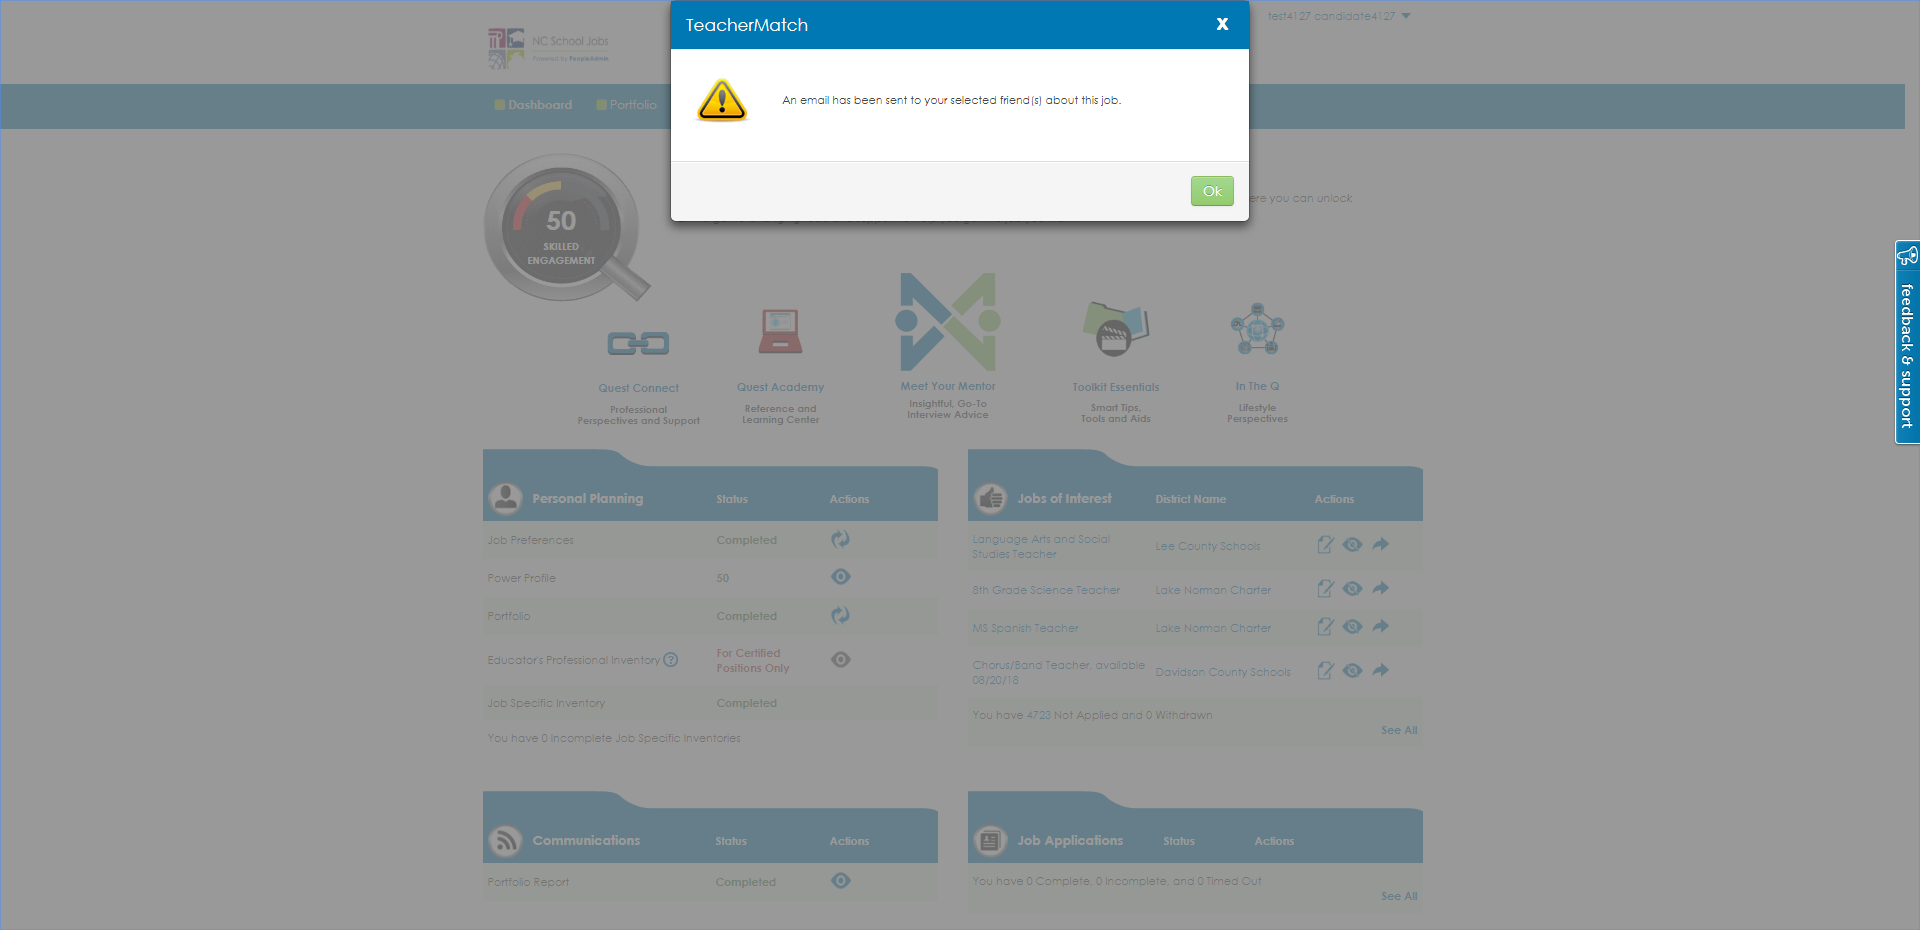 TeacherMatch
X
An email has been sent to your selected friend(s) about this job.
Ok
test4127 candidate4127
NC School Jobs
Powered by PeopleAdmin
Dashboard
Portfolio
ere you can unlock
50
SKILLED
ENGAGEMENT
feedback & support
Quest Connect
Professional
Perspectives and Support
Quest Academy
Reference and
Learning Center
Meet Your Mentor
Insightful, Go-To
Interview Advice
Toolkit Essentials
Smart Tips,
Tools and Aids
In The Q
Lifestyle
Perspectives
Personal Planning Status Actions
Job Preferences Completed
Power Profile 50
Portfolio Completed
Educator's Professional Inventory ? For Certified
Positions Only
Job Specific Inventory Completed
You have 0 Incomplete Job Specific Inventories
Jobs of Interest District Name Actions
Language Arts and Social
Studies Teacher Lee County Schools
8th Grade Science Teacher Lake Norman Charter
MS Spanish Teacher Lake Norman Charter
Chorus/Band Teacher, available
08/20/18 Davidson County Schools
You have 4723 Not Applied and 0 Withdrawn
See All
Communications Status Actions
Portfolio Report Completed
Job Applications Status Actions
You have 0 Complete, 0 Incomplete, and 0 Timed Out
See All